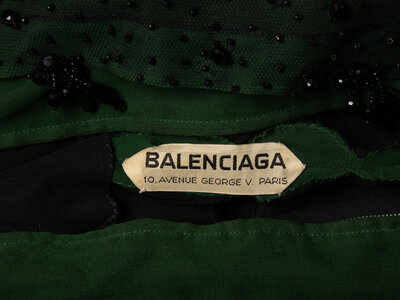 BALENCIAGA
10, AVENUE GEORGE V. PARIS